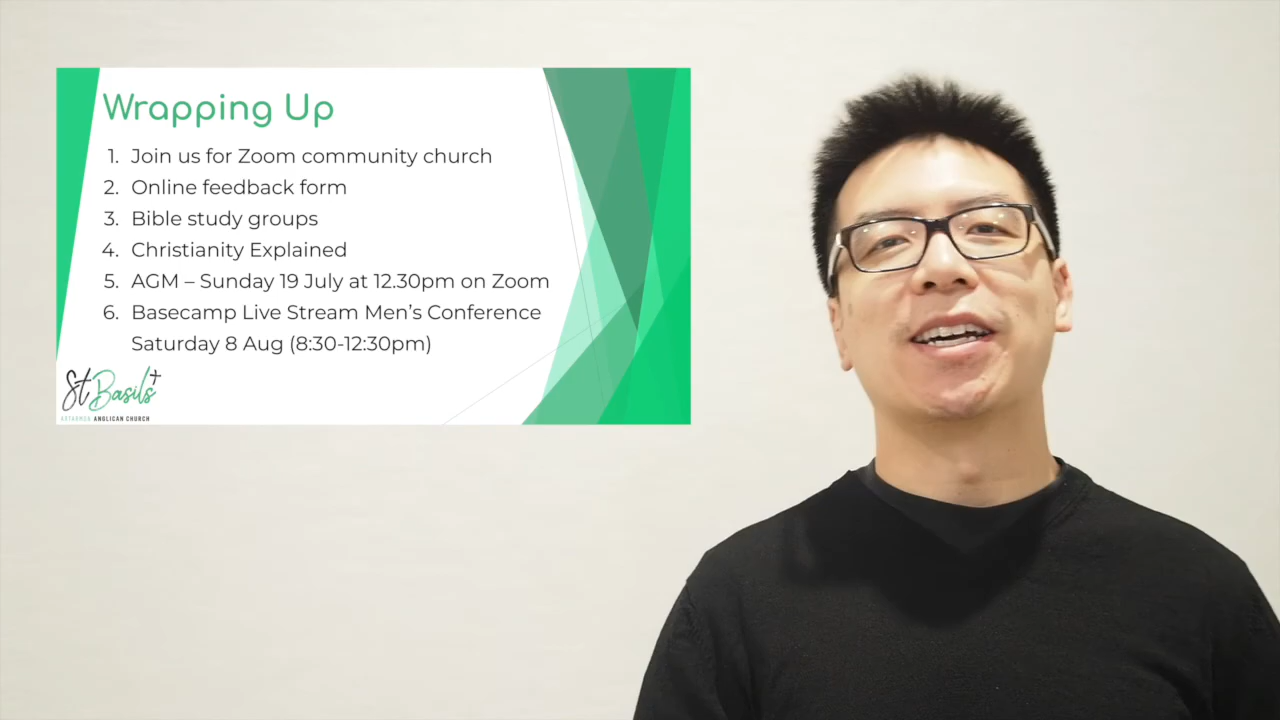 Wrapping Up
1. Join us for Zoom community church
2. Online feedback form
3. Bible study groups
4. Christianity Explained
5. AGM – Sunday 19 July at 12.30pm on Zoom
6. Basecamp Live Stream Men's Conference
Saturday 8 Aug (8:30-12:30pm)
St Basils
ARTARMON ANGLICAN CHURCH